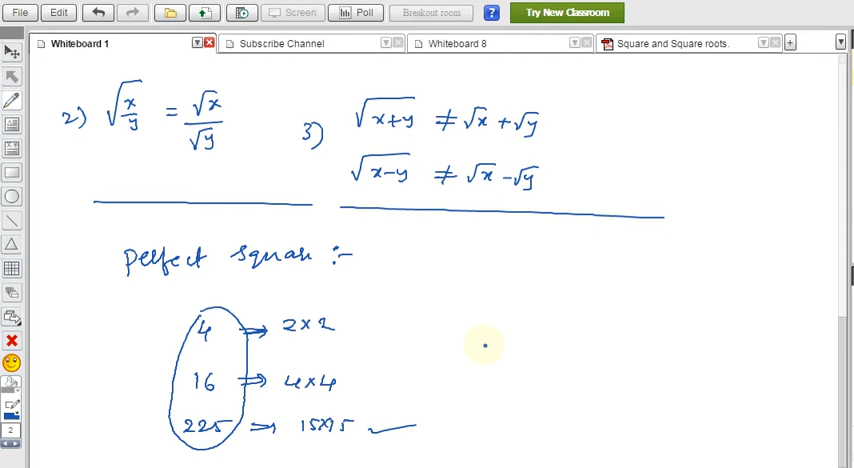 File Edit Screen Poll Breakout room ? Try New Classroom
Whiteboard 1 Subscribe Channel Whiteboard 8 Square and Square roots. +
2) √(x/y) = √x/√y
3) √(x+y) ≠ √x + √y
√(x-y) ≠ √x - √y
Perfect square :-
4 ⇒ 2×2
16 ⇒ 4×4
225 ⇒ 15×15
2